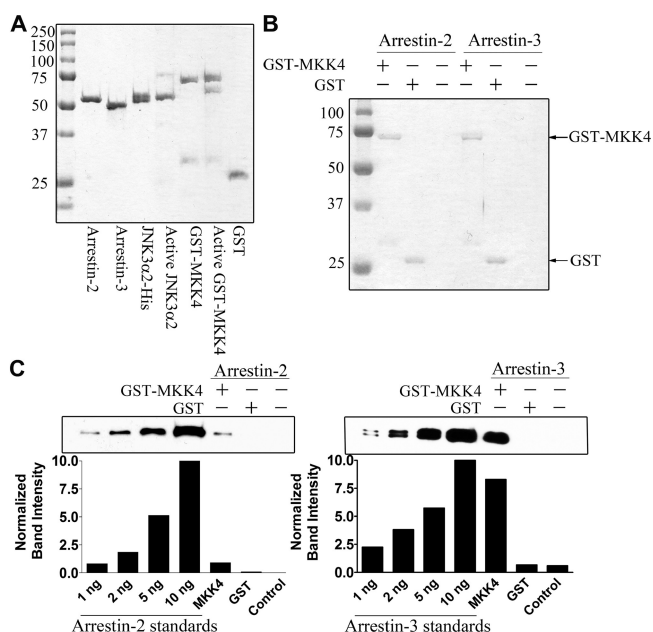 A
250
150
100
75
50
37
25
Arrestin-2
Arrestin-3
JNK3α2-His
Active JNK3α2
GST-MKK4
Active GST-MKK4
GST
B
Arrestin-2 Arrestin-3
GST-MKK4 + − − + − −
GST − + − − + −
100
75
50
37
25
GST-MKK4
GST
C
Arrestin-2
GST-MKK4 + − −
GST − + −
Normalized
Band Intensity
10.0
7.5
5.0
2.5
0.0
1 ng 2 ng 5 ng 10 ng MKK4 GST Control
Arrestin-2 standards
Arrestin-3
GST-MKK4 + − −
GST − + −
Normalized
Band Intensity
10.0
7.5
5.0
2.5
0.0
1 ng 2 ng 5 ng 10 ng MKK4 GST Control
Arrestin-3 standards